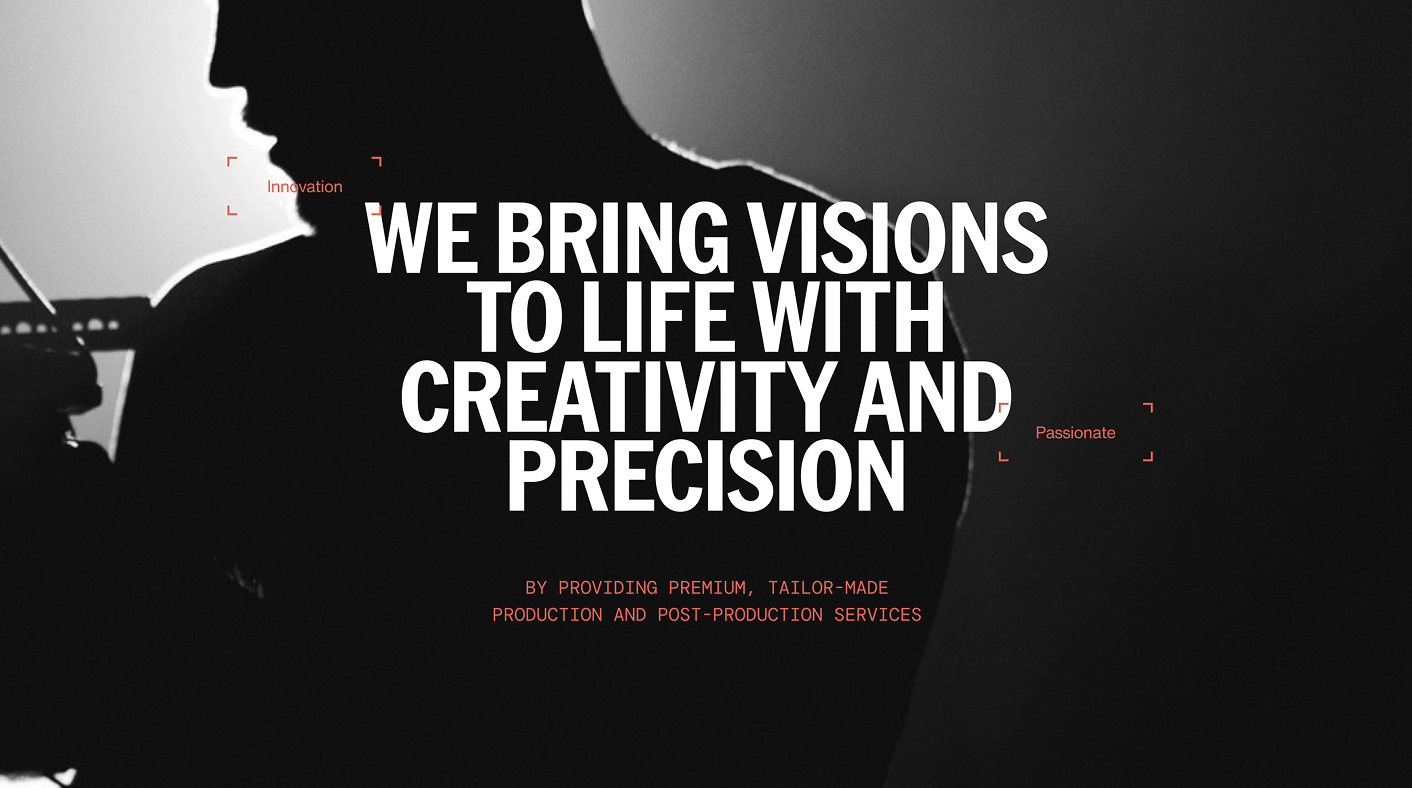 Innovation
WE BRING VISIONS
TO LIFE WITH
CREATIVITY AND
Passionate
PRECISION
BY PROVIDING PREMIUM, TAILOR-MADE
PRODUCTION AND POST-PRODUCTION SERVICES